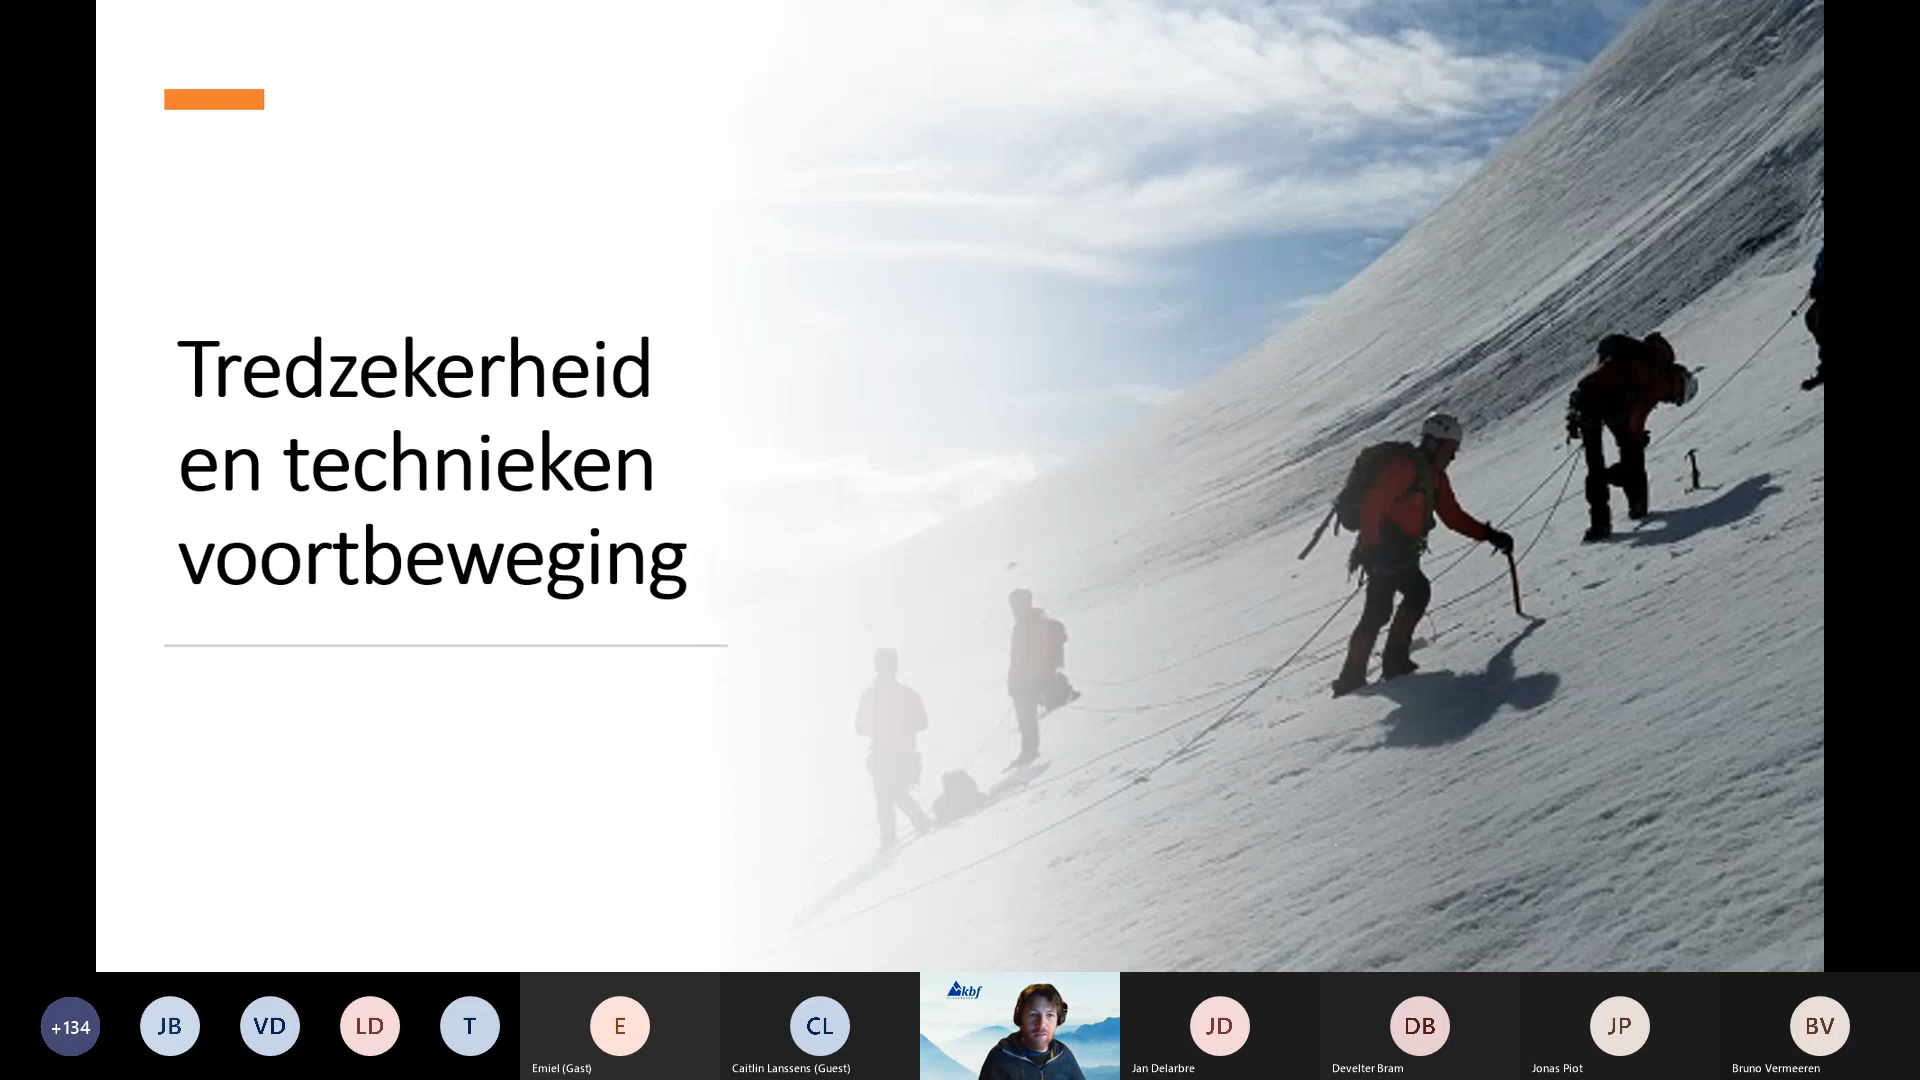 Tredzekerheid
en technieken
voortbeweging
kbf
+134
JB
VD
LD
T
E
CL
JD
DB
JP
BV
Emiel (Gast)
Caitlin Lanssens (Guest)
Jan Delarbre
Develter Bram
Jonas Piot
Bruno Vermeeren